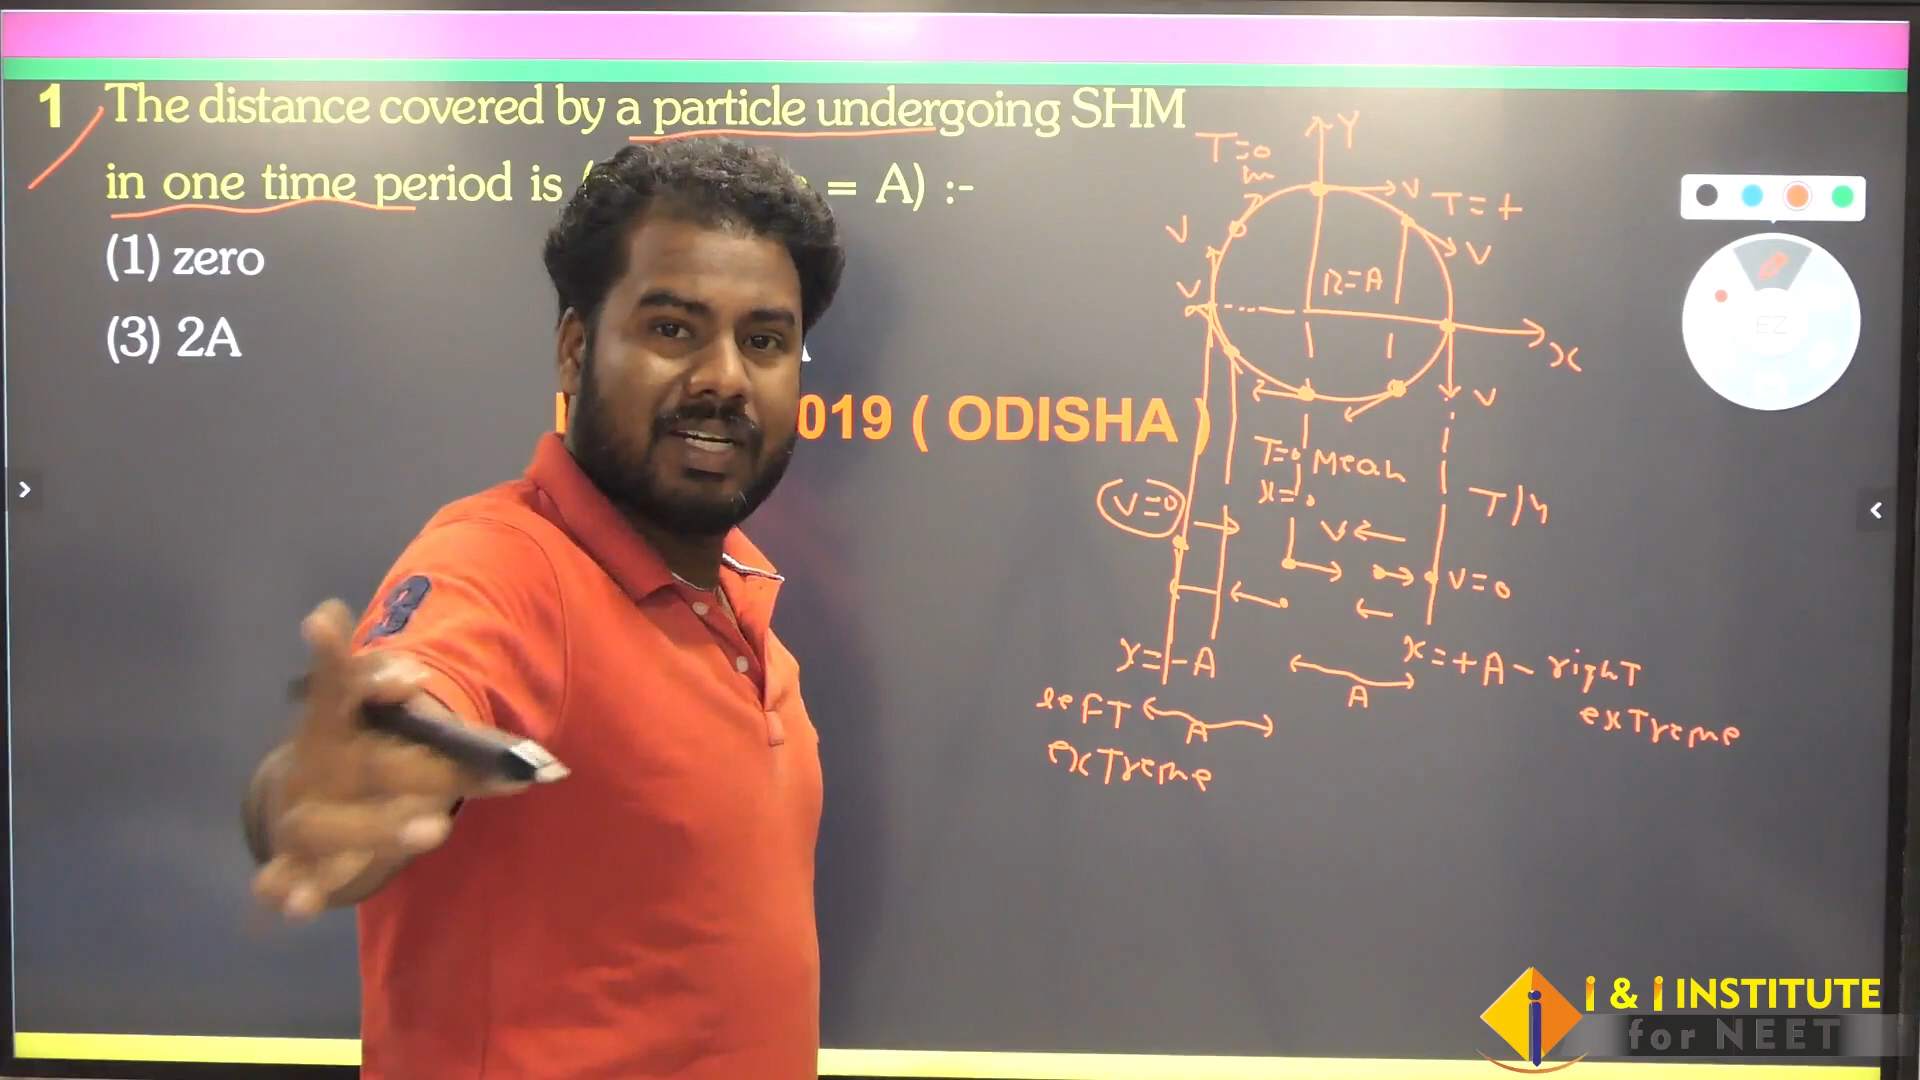 1 The distance covered by a particle undergoing SHM
in one time period is ( = A) :-
(1) zero
(3) 2A
019 ( ODISHA )
Y
T=0
m
V
T=t
V
V
R=A
V
x
V
T=0 Mean
x=0
T/4
V=0
V
V=0
x=-A
x=+A - right
extreme
A
left
A
extreme
EZ
i & i INSTITUTE
for NEET